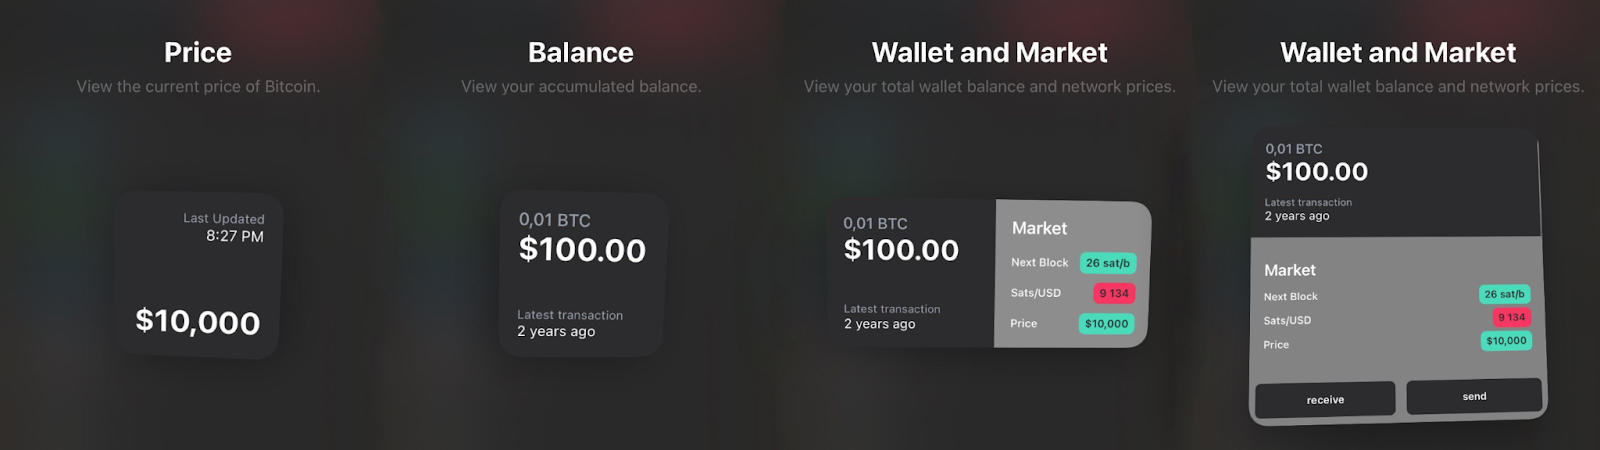 Price
View the current price of Bitcoin.
Last Updated
8:27 PM
$10,000
Balance
View your accumulated balance.
0,01 BTC
$100.00
Latest transaction
2 years ago
Wallet and Market
View your total wallet balance and network prices.
0,01 BTC
$100.00
Latest transaction
2 years ago
Market
Next Block 26 sat/b
Sats/USD 9 134
Price $10,000
Wallet and Market
View your total wallet balance and network prices.
0,01 BTC
$100.00
Latest transaction
2 years ago
Market
Next Block 26 sat/b
Sats/USD 9 134
Price $10,000
receive send